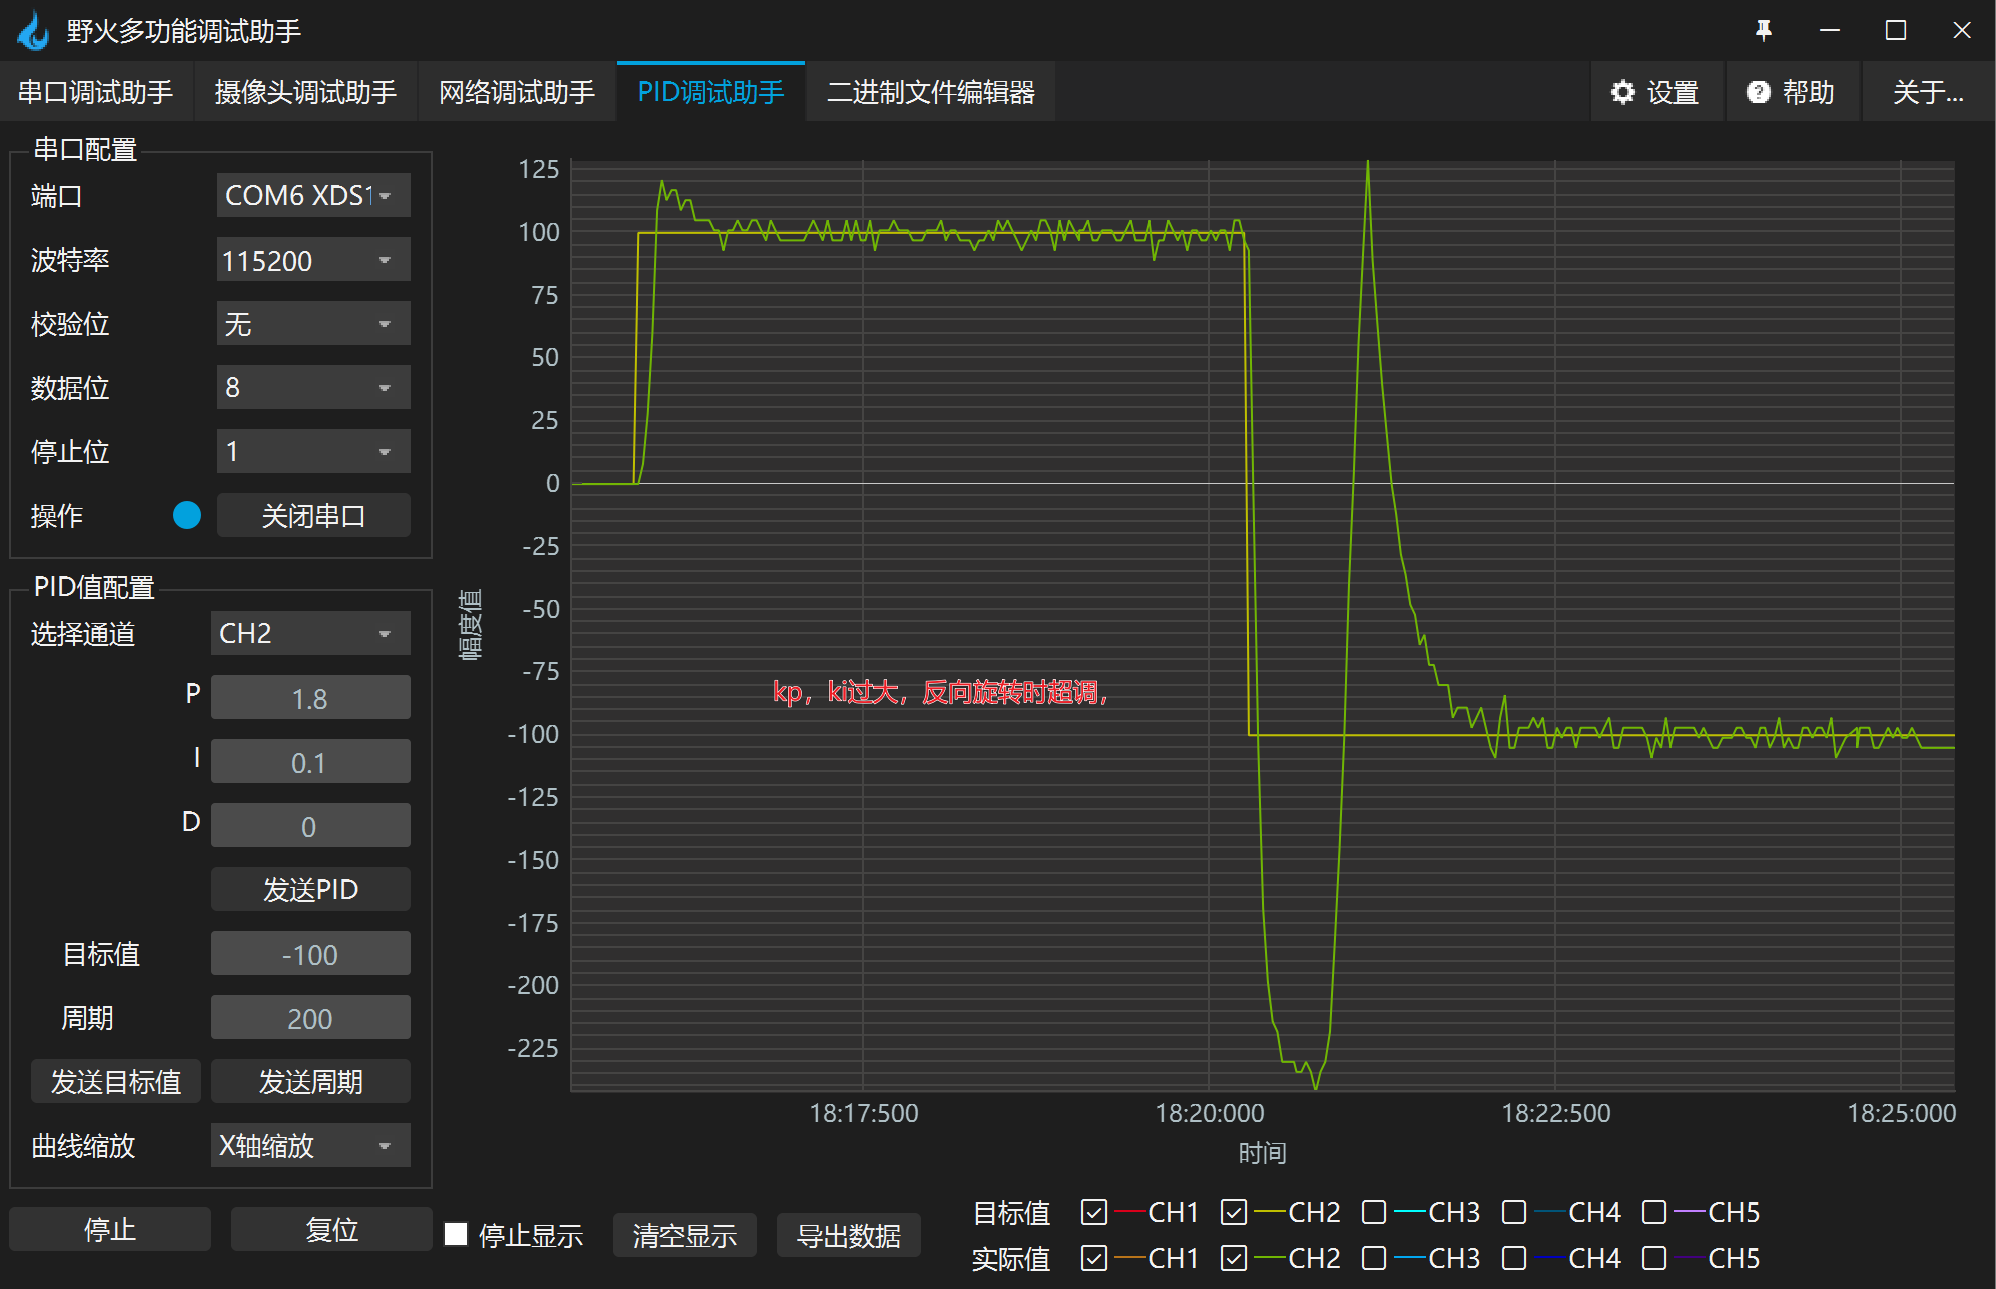 野火多功能调试助手
串口调试助手 摄像头调试助手 网络调试助手 PID调试助手 二进制文件编辑器 设置 帮助 关于...
串口配置
端口 COM6 XDS1
波特率 115200
校验位 无
数据位 8
停止位 1
操作 关闭串口
PID值配置
选择通道 CH2
P 1.8
I 0.1
D 0
发送PID
目标值 -100
周期 200
发送目标值 发送周期
曲线缩放 X轴缩放
停止 复位
125
100
75
50
25
0
-25
-50
-75
-100
-125
-150
-175
-200
-225
幅度值
kp，ki过大，反向旋转时超调，
18:17:500 18:20:000 18:22:500 18:25:000
时间
停止显示 清空显示 导出数据
目标值 CH1 CH2 CH3 CH4 CH5
实际值 CH1 CH2 CH3 CH4 CH5